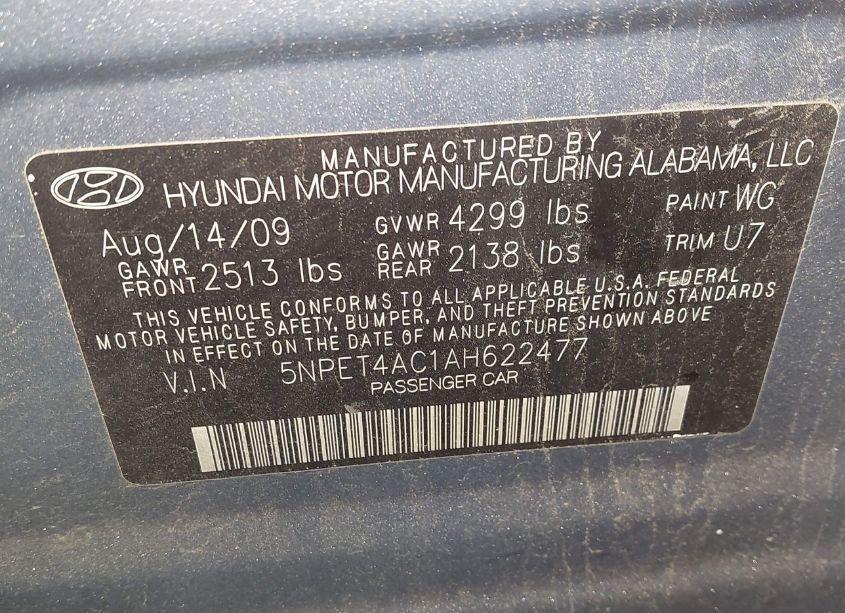 MANUFACTURED BY
HYUNDAI MOTOR MANUFACTURING ALABAMA, LLC
Aug/14/09 GVWR 4299 lbs PAINT WG
GAWR FRONT 2513 lbs GAWR REAR 2138 lbs TRIM U7
THIS VEHICLE CONFORMS TO ALL APPLICABLE U.S.A. FEDERAL
MOTOR VEHICLE SAFETY, BUMPER, AND THEFT PREVENTION STANDARDS
IN EFFECT ON THE DATE OF MANUFACTURE SHOWN ABOVE
V.I.N 5NPET4AC1AH622477
PASSENGER CAR